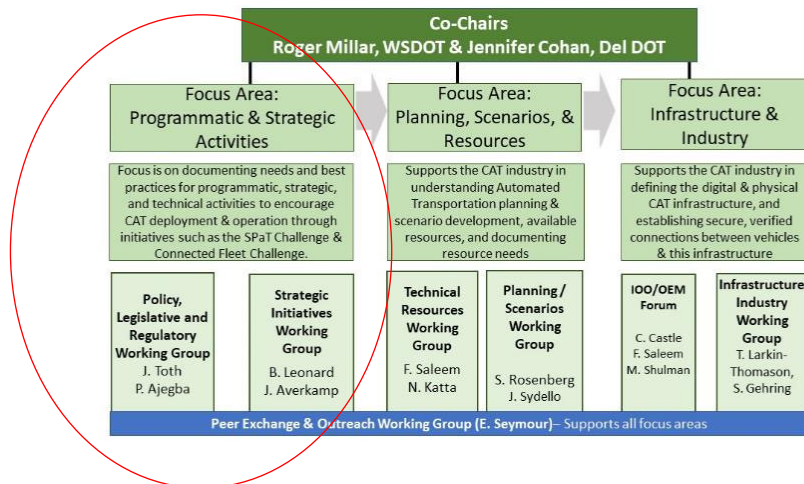 Co-Chairs
Roger Millar, WSDOT & Jennifer Cohan, Del DOT
Focus Area:
Programmatic & Strategic
Activities
Focus is on documenting needs and best
practices for programmatic, strategic,
and technical activities to encourage
CAT deployment & operation through
initiatives such as the SPaT Challenge &
Connected Fleet Challenge.
Policy,
Legislative and
Regulatory
Working Group
J. Toth
P. Ajegba
Strategic
Initiatives
Working
Group
B. Leonard
J. Averkamp
Focus Area:
Planning, Scenarios, &
Resources
Supports the CAT industry in
understanding Automated
Transportation planning &
scenario development, available
resources, and documenting
resource needs
Technical
Resources
Working
Group
F. Saleem
N. Katta
Planning /
Scenarios
Working
Group
S. Rosenberg
J. Sydello
Focus Area:
Infrastructure &
Industry
Supports the CAT industry in
defining the digital & physical
CAT infrastructure, and
establishing secure, verified
connections between vehicles
& this infrastructure
IOO/OEM
Forum
C. Castle
F. Saleem
M. Shulman
Infrastructure
Industry
Working
Group
T. Larkin-
Thomason,
S. Gehring
Peer Exchange & Outreach Working Group (E. Seymour)– Supports all focus areas